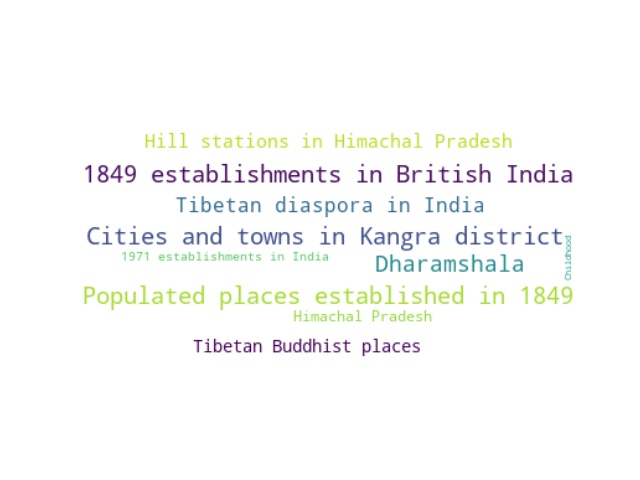 Hill stations in Himachal Pradesh
1849 establishments in British India
Tibetan diaspora in India
Cities and towns in Kangra district
Childhood
1971 establishments in India
Dharamshala
Populated places established in 1849
Himachal Pradesh
Tibetan Buddhist places